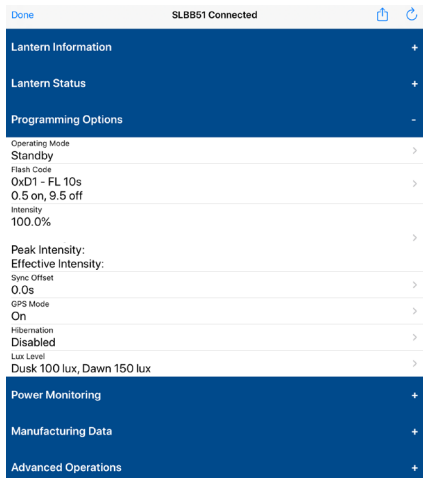 Done
SLBB51 Connected
Lantern Information +
Lantern Status +
Programming Options -
Operating Mode
Standby
Flash Code
0xD1 - FL 10s
0.5 on, 9.5 off
Intensity
100.0%
Peak Intensity:
Effective Intensity:
Sync Offset
0.0s
GPS Mode
On
Hibernation
Disabled
Lux Level
Dusk 100 lux, Dawn 150 lux
Power Monitoring +
Manufacturing Data +
Advanced Operations +